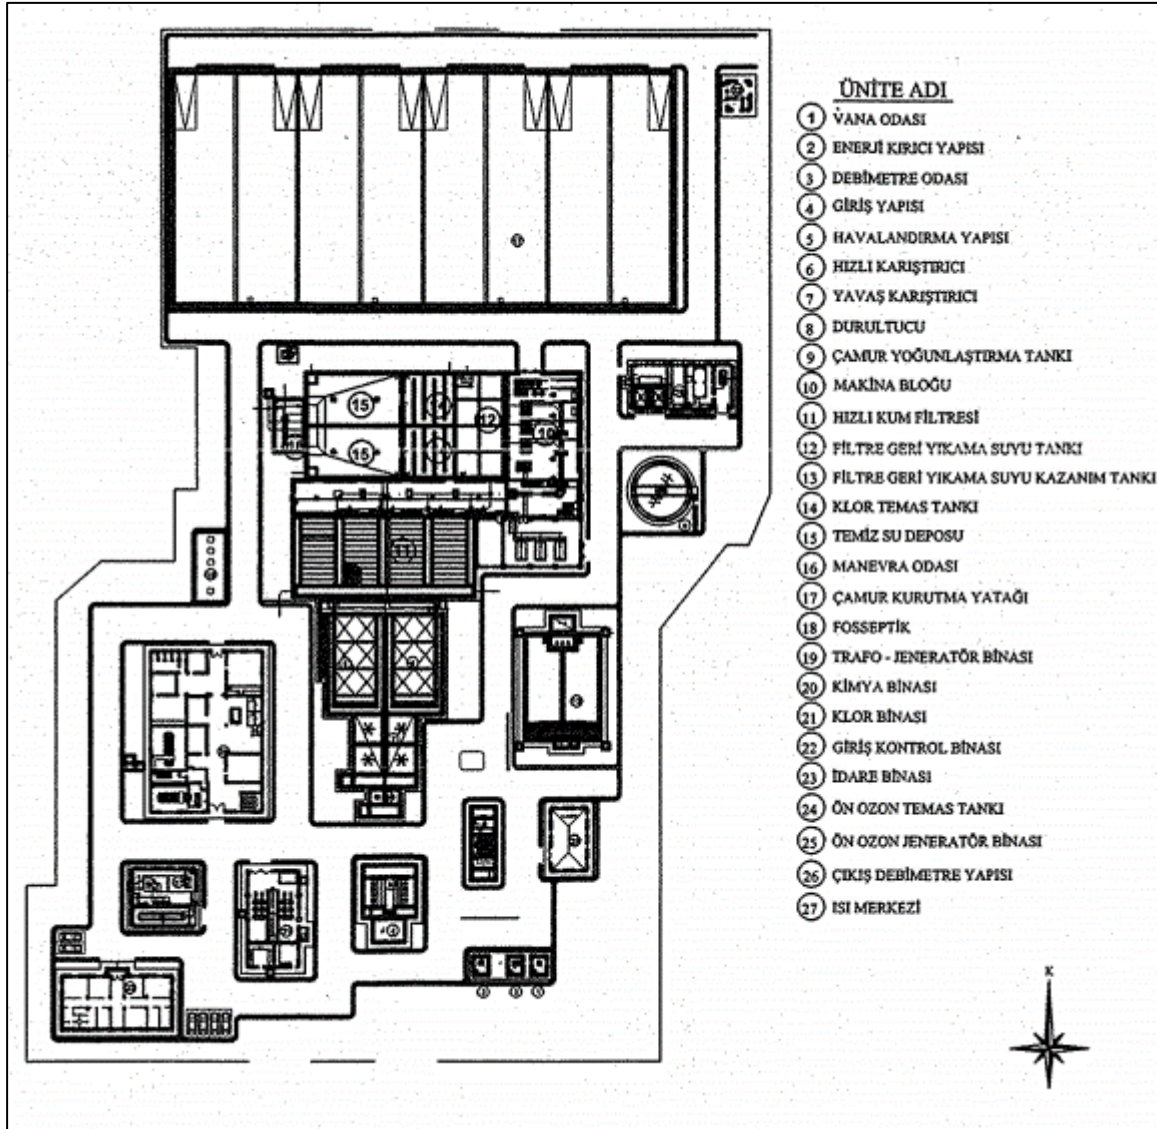 ÜNİTE ADI
1 VANA ODASI
2 ENERJİ KIRICI YAPISI
3 DEBİMETRE ODASI
4 GİRİŞ YAPISI
5 HAVALANDIRMA YAPISI
6 HIZLI KARIŞTIRICI
7 YAVAŞ KARIŞTIRICI
8 DURULTUCU
9 ÇAMUR YOĞUNLAŞTIRMA TANKI
10 MAKİNA BLOĞU
11 HIZLI KUM FİLTRESİ
12 FİLTRE GERİ YIKAMA SUYU TANKI
13 FİLTRE GERİ YIKAMA SUYU KAZANIM TANKI
14 KLOR TEMAS TANKI
15 TEMİZ SU DEPOSU
16 MANEVRA ODASI
17 ÇAMUR KURUTMA YATAĞI
18 FOSSEPTİK
19 TRAFO - JENERATÖR BİNASI
20 KİMYA BİNASI
21 KLOR BİNASI
22 GİRİŞ KONTROL BİNASI
23 İDARE BİNASI
24 ÖN OZON TEMAS TANKI
25 ÖN OZON JENERATÖR BİNASI
26 ÇIKIŞ DEBİMETRE YAPISI
27 ISI MERKEZİ
15
12
15
11
K